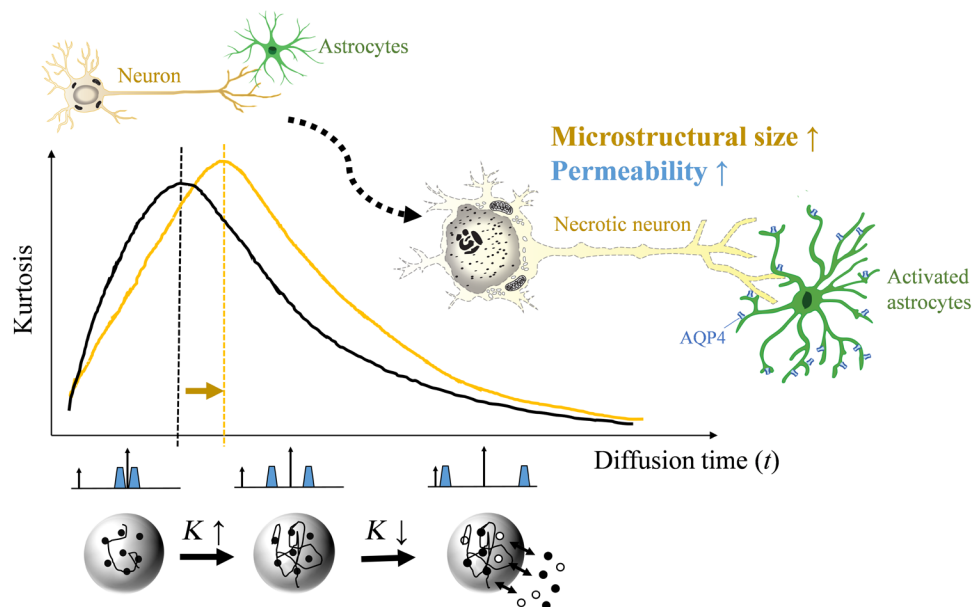 Astrocytes
Neuron
Microstructural size ↑
Permeability ↑
Necrotic neuron
Activated
astrocytes
AQP4
Kurtosis
Diffusion time (t)
K ↑
K ↓